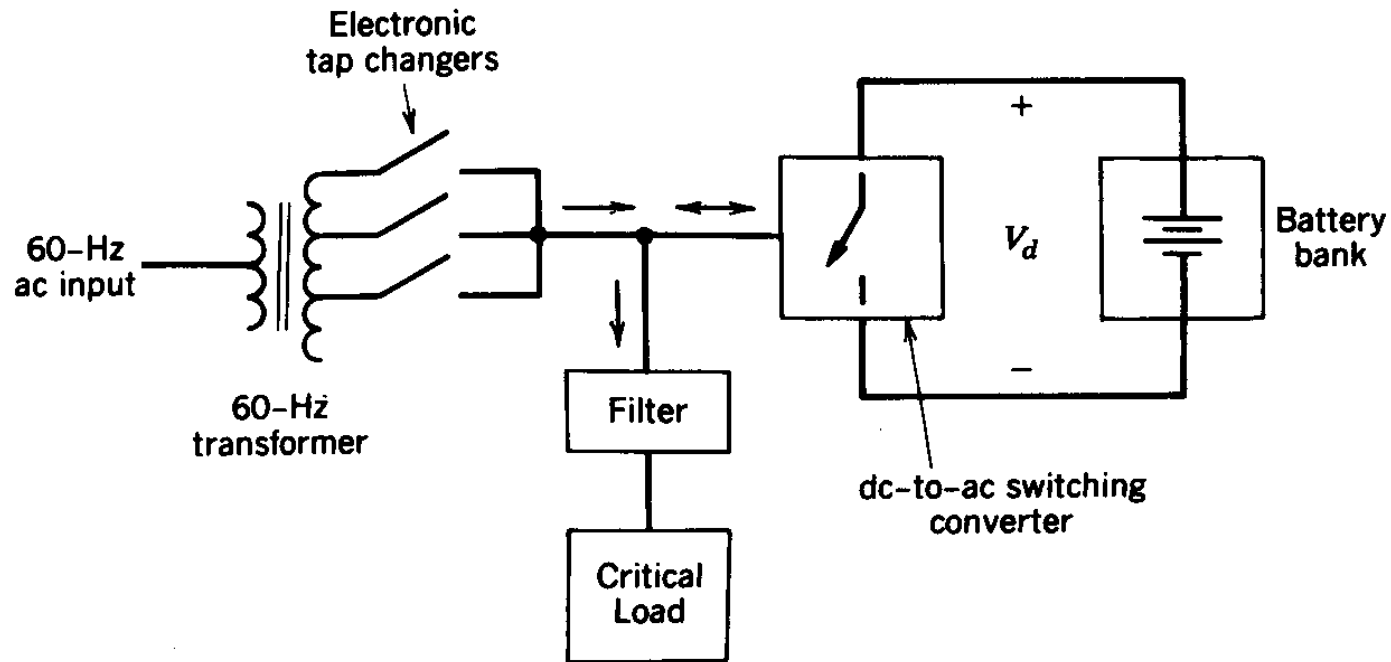 Electronic
tap changers
60-Hz
ac input
60-Hz
transformer
+
V_d
−
Battery
bank
Filter
dc-to-ac switching
converter
Critical
Load